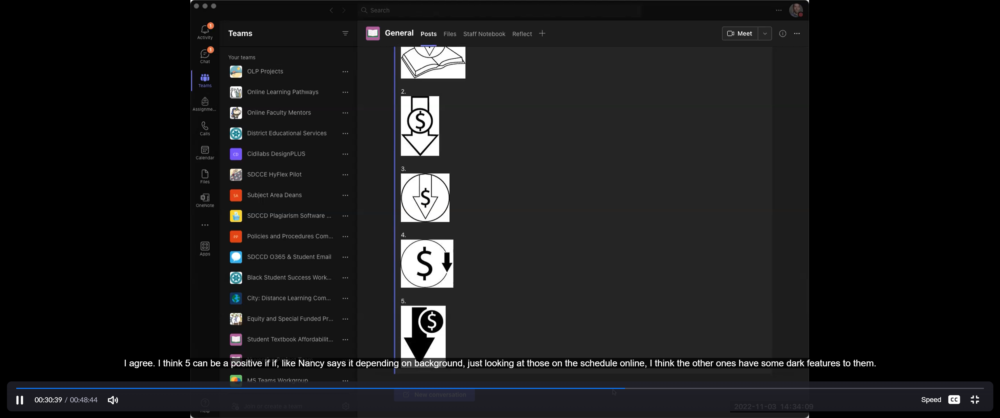 Search
Activity
1
Chat
1
Teams
Assignme...
Calls
Calendar
Files
OneNote
Apps
Help
Teams
Your teams
OLP Projects
Online Learning Pathways
Online Faculty Mentors
District Educational Services
CD
Cidilabs DesignPLUS
SDCCE HyFlex Pilot
SA
Subject Area Deans
SDCCD Plagiarism Software ...
PP
Policies and Procedures Com...
SDCCD O365 & Student Email
Black Student Success Work...
City: Distance Learning Com...
Equity and Special Funded Pr...
Student Textbook Affordabilit...
MS Teams Workgroup
Join or create a team
General
Posts
Files
Staff Notebook
Reflect
Meet
2.
$
3.
$
4.
$
5.
$
I agree. I think 5 can be a positive if if, like Nancy says it depending on background, just looking at those on the schedule online, I think the other ones have some dark features to them.
New conversation
00:30:39 / 00:48:44
Speed
CC
2022-11-03 14:34:09